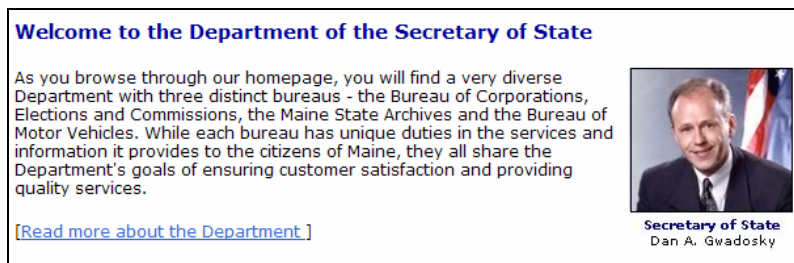 Welcome to the Department of the Secretary of State
As you browse through our homepage, you will find a very diverse
Department with three distinct bureaus - the Bureau of Corporations,
Elections and Commissions, the Maine State Archives and the Bureau of
Motor Vehicles. While each bureau has unique duties in the services and
information it provides to the citizens of Maine, they all share the
Department's goals of ensuring customer satisfaction and providing
quality services.
[Read more about the Department ]
Secretary of State
Dan A. Gwadosky